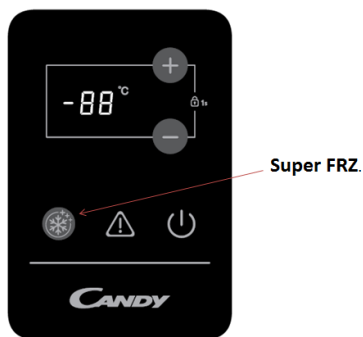 +
-88 °C
1s
−
Super FRZ.
CANDY